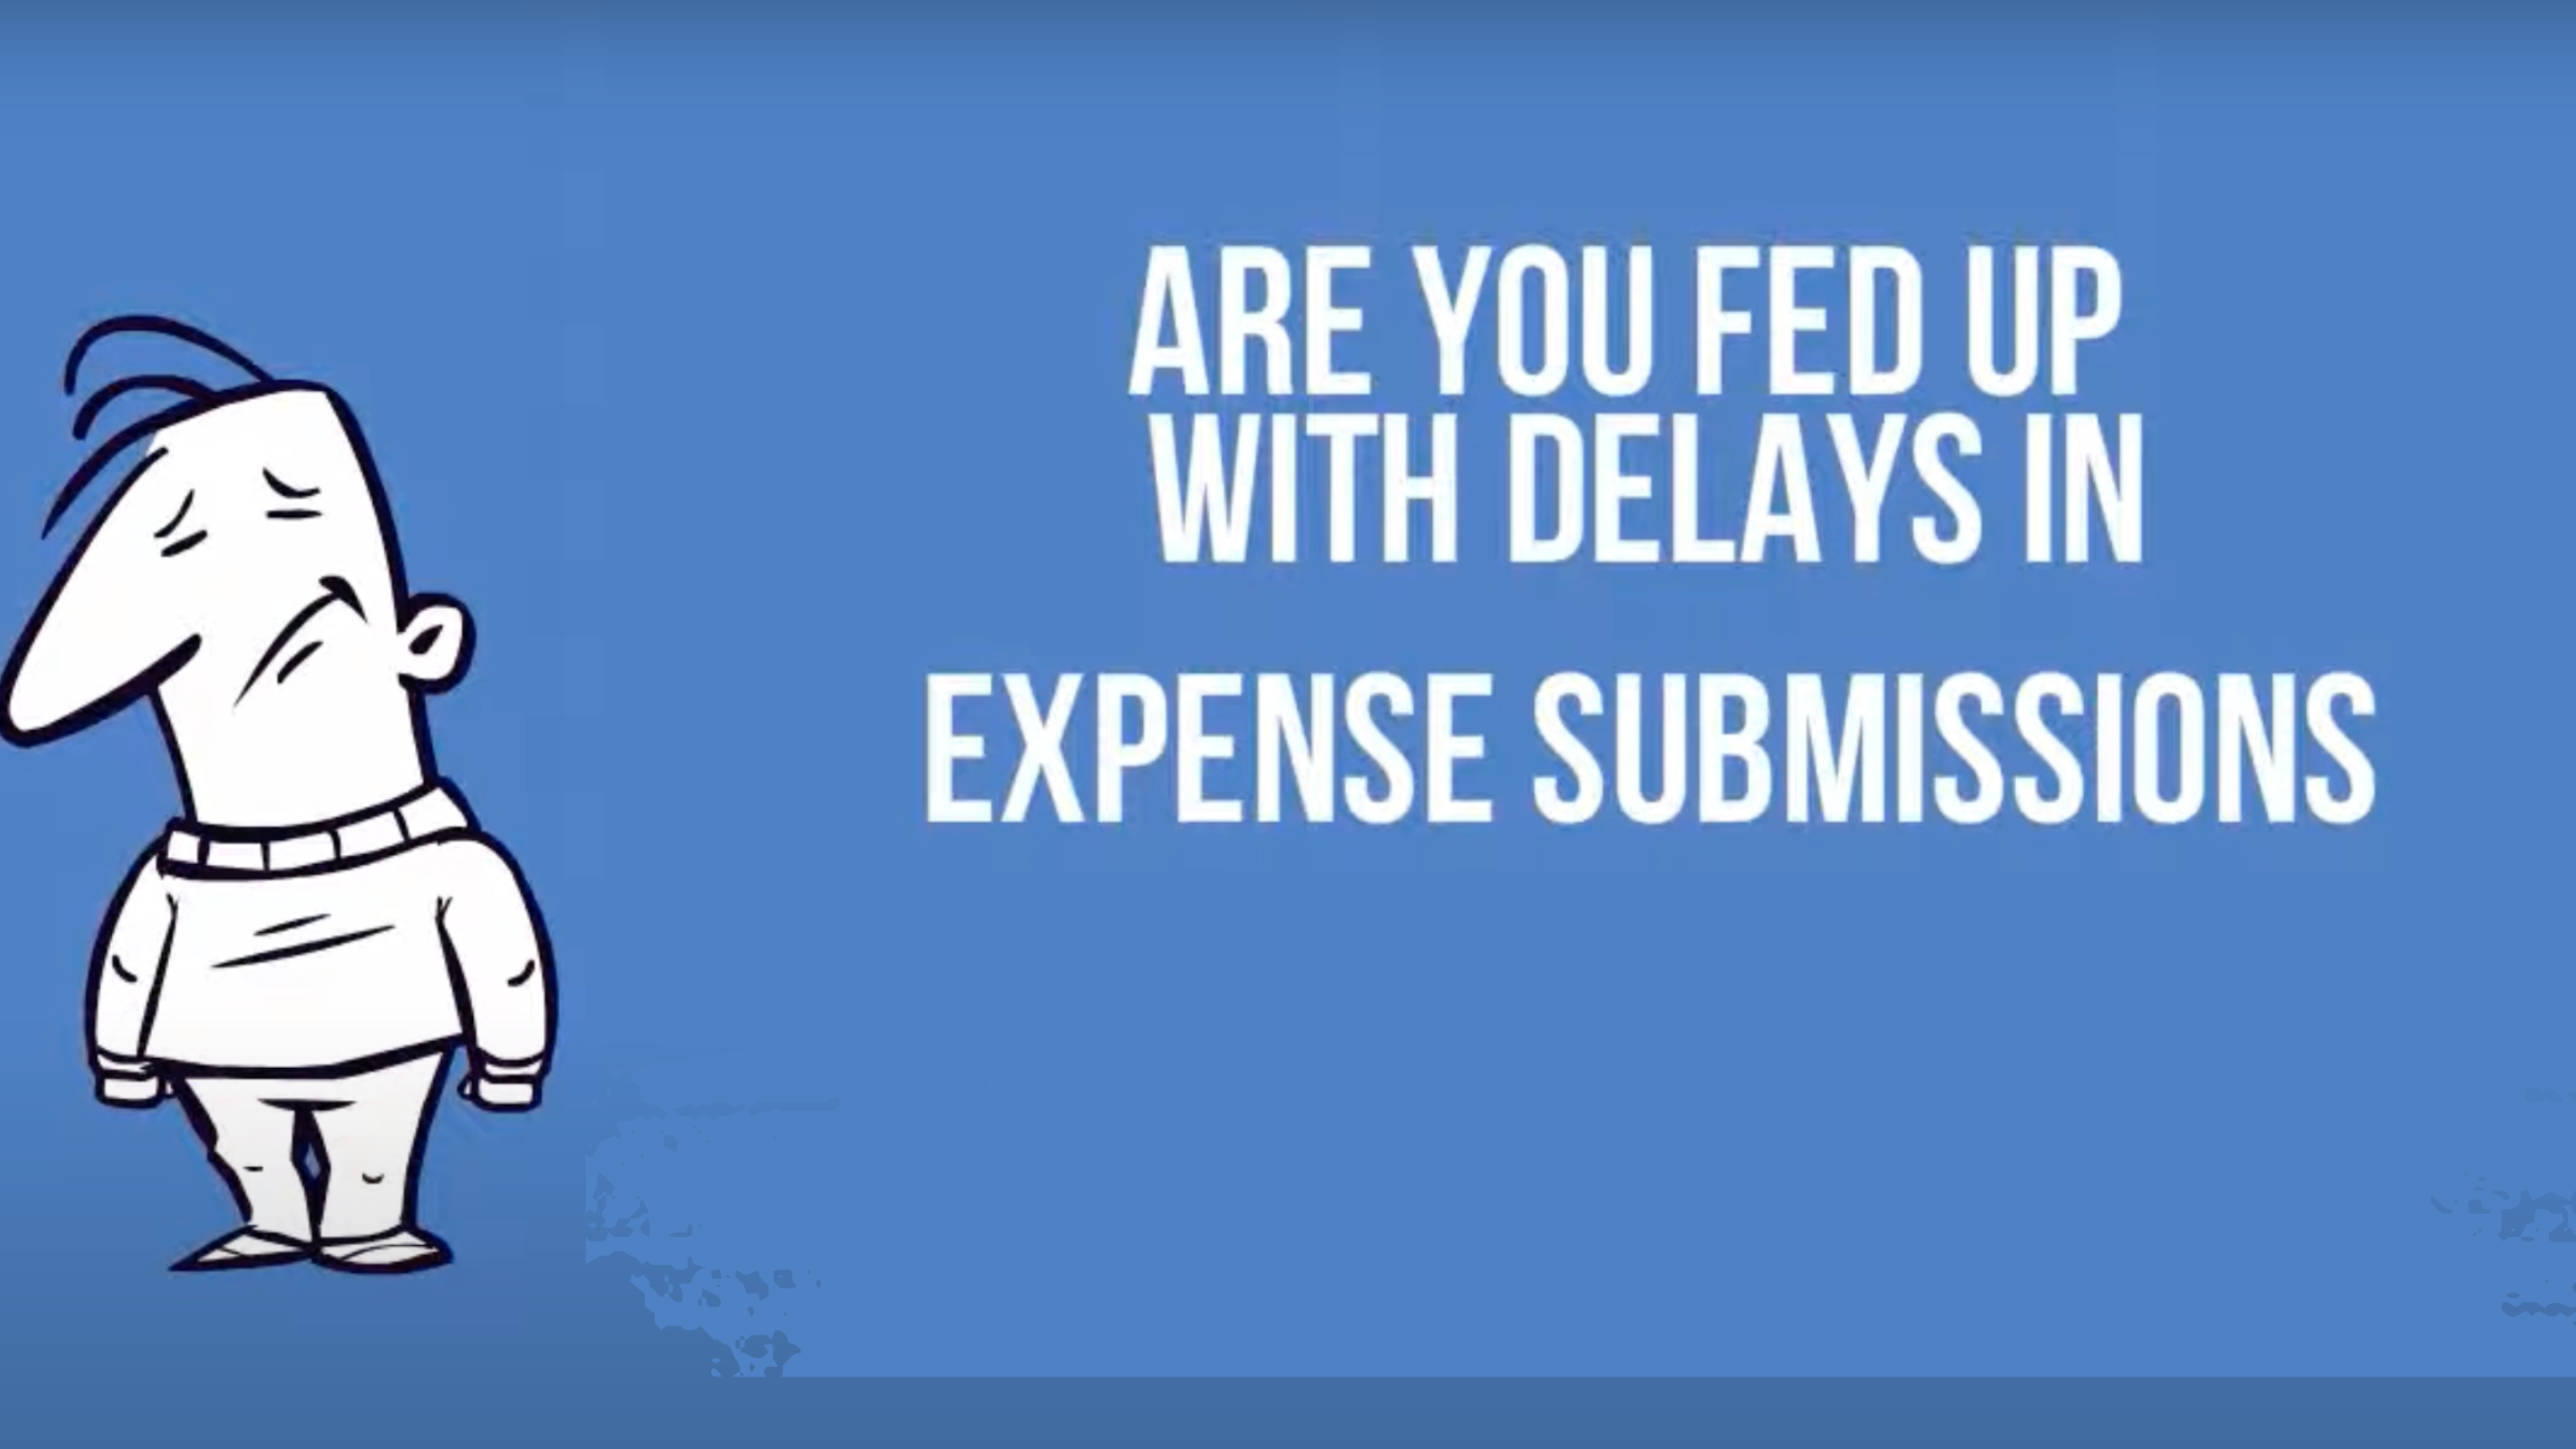 ARE YOU FED UP
WITH DELAYS IN
EXPENSE SUBMISSIONS